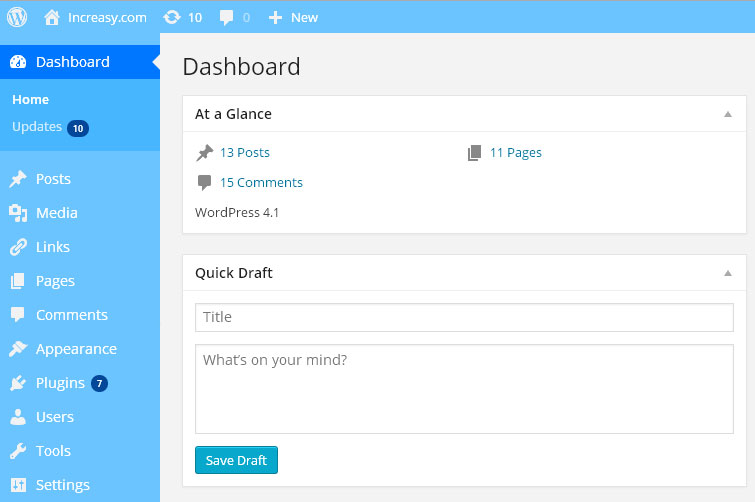 Increasy.com 10 0 New
Dashboard
Home
Updates 10
Posts
Media
Links
Pages
Comments
Appearance
Plugins 7
Users
Tools
Settings
Dashboard
At a Glance
13 Posts 11 Pages
15 Comments
WordPress 4.1
Quick Draft
Title
What's on your mind?
Save Draft